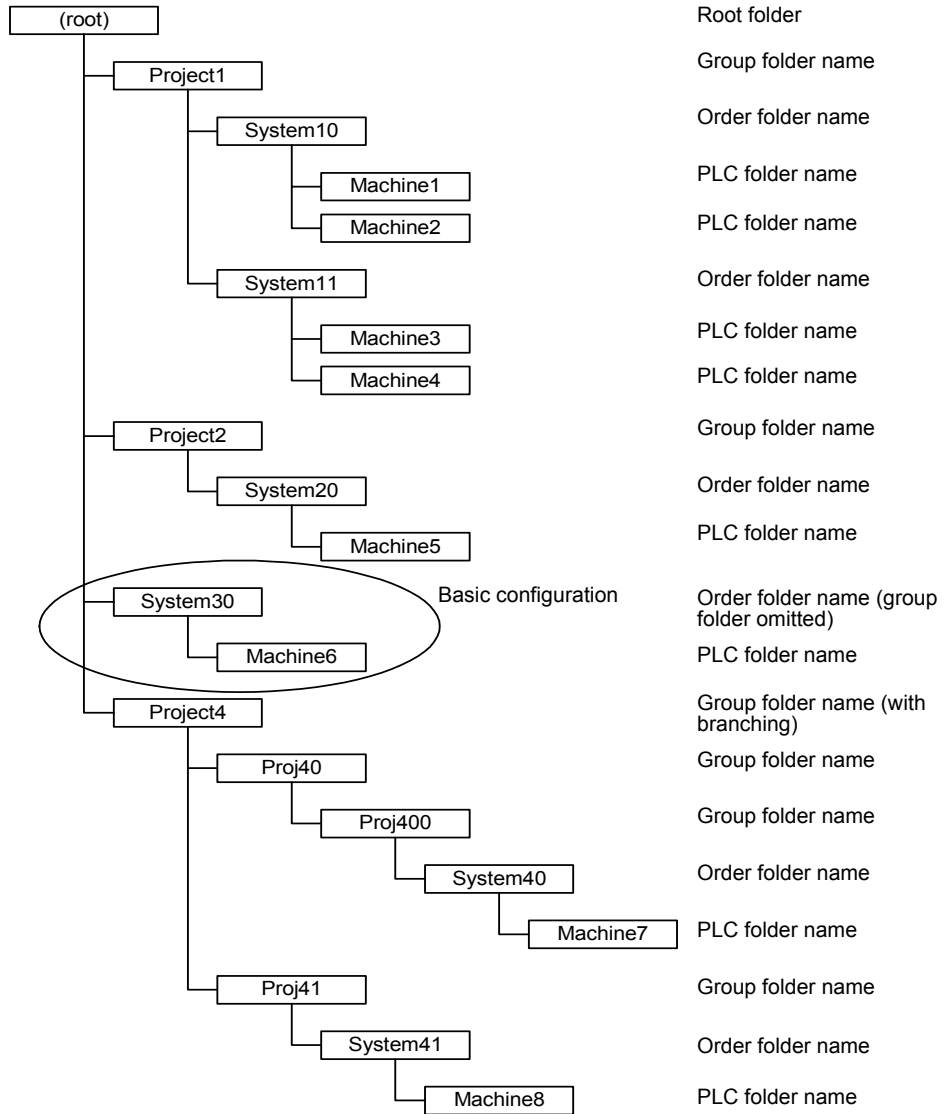 (root) Root folder
Project1 Group folder name
System10 Order folder name
Machine1 PLC folder name
Machine2 PLC folder name
System11 Order folder name
Machine3 PLC folder name
Machine4 PLC folder name
Project2 Group folder name
System20 Order folder name
Machine5 PLC folder name
System30 Basic configuration Order folder name (group
folder omitted)
Machine6 PLC folder name
Project4 Group folder name (with
branching)
Proj40 Group folder name
Proj400 Group folder name
System40 Order folder name
Machine7 PLC folder name
Proj41 Group folder name
System41 Order folder name
Machine8 PLC folder name